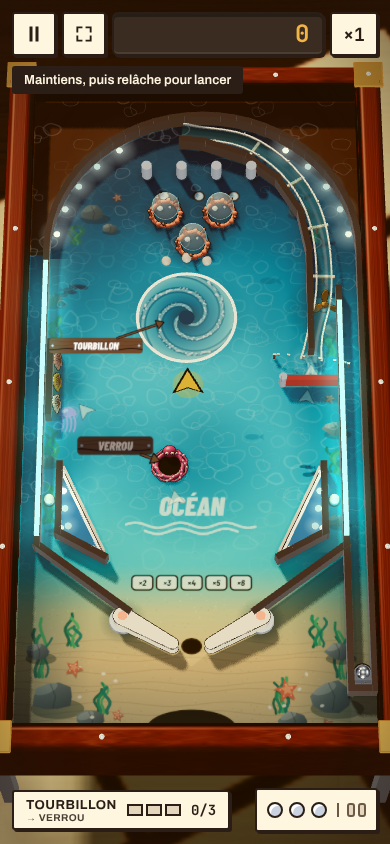 0
×1
Maintiens, puis relâche pour lancer
TOURBILLON
VERROU
OCÉAN
×2 ×3 ×4 ×5 ×8
TOURBILLON 0/3
→ VERROU